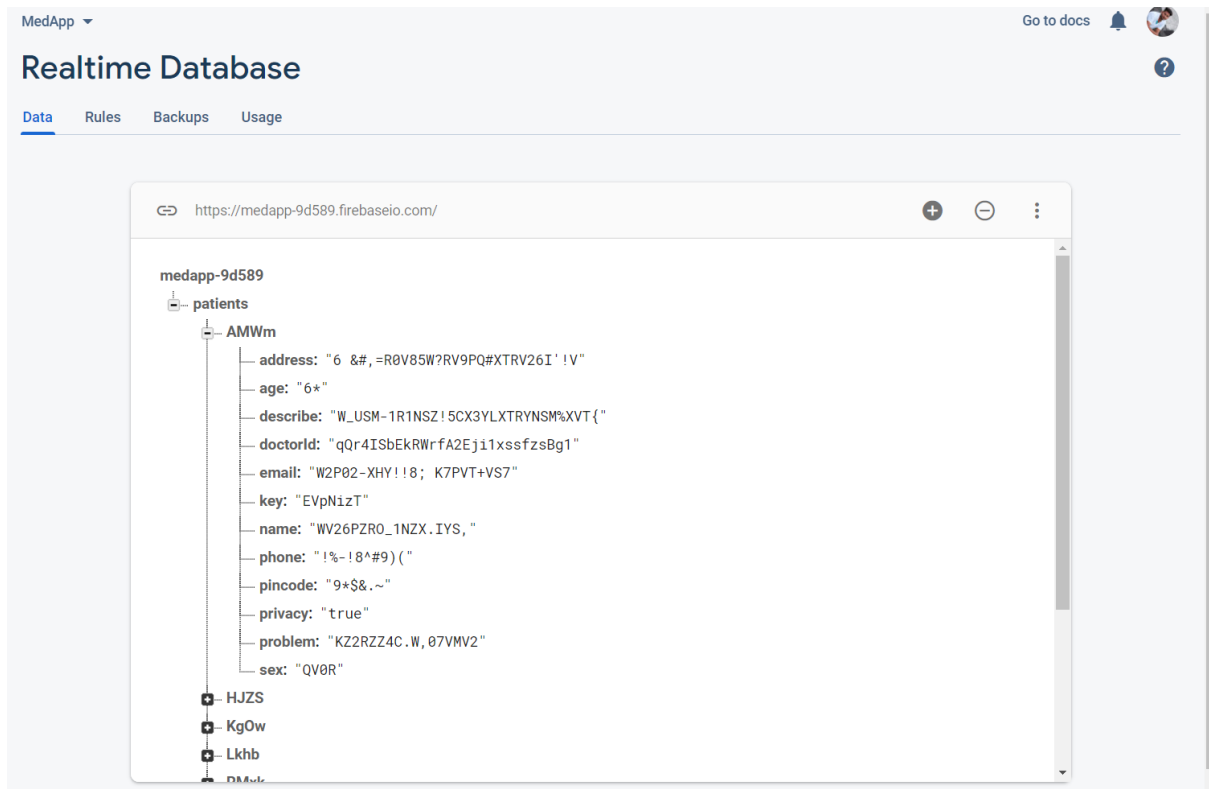 MedApp Go to docs
Realtime Database
Data Rules Backups Usage
https://medapp-9d589.firebaseio.com/
medapp-9d589
patients
AMWm
address: "6 &#,=R0V85W?RV9PQ#XTRV26I'!V"
age: "6*"
describe: "W_USM-1R1NSZ!5CX3YLXTRYNSM%XVT{"
doctorId: "qQr4ISbEkRWrfA2Eji1xssfzsBg1"
email: "W2P02-XHY!!8; K7PVT+VS7"
key: "EVpNizT"
name: "WV26PZRO_1NZX.IYS,"
phone: "!%-!8^#9)("
pincode: "9*$&.~"
privacy: "true"
problem: "KZ2RZZ4C.W,07VMV2"
sex: "QV0R"
HJZS
KgOw
Lkhb